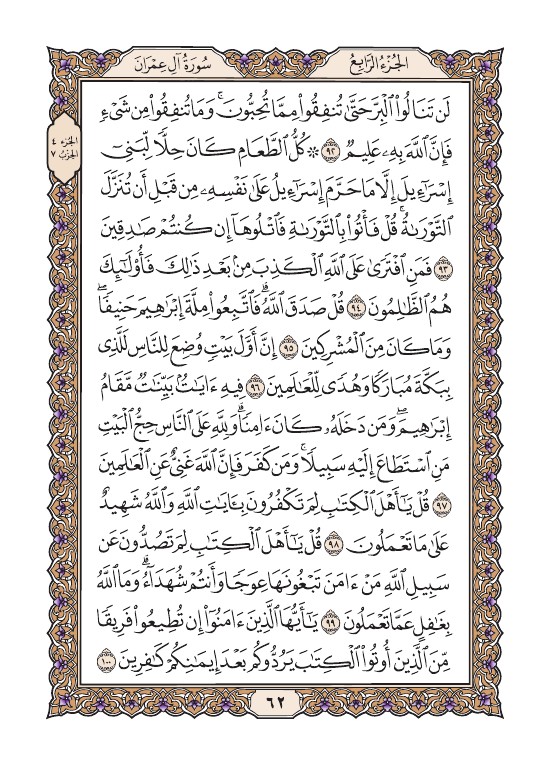 الجُزْءُ الرَّابِعُ
سُورَةُ آلِ عِمْرَانَ
الجزء ٤
الحِزب ٧
لَن تَنَالُوا۟ ٱلْبِرَّ حَتَّىٰ تُنفِقُوا۟ مِمَّا تُحِبُّونَ ۚ وَمَا تُنفِقُوا۟ مِن شَىْءٍ
فَإِنَّ ٱللَّهَ بِهِۦ عَلِيمٌ ٩٢ ۞ كُلُّ ٱلطَّعَامِ كَانَ حِلًّا لِّبَنِىٓ
إِسْرَٰٓءِيلَ إِلَّا مَا حَرَّمَ إِسْرَٰٓءِيلُ عَلَىٰ نَفْسِهِۦ مِن قَبْلِ أَن تُنَزَّلَ
ٱلتَّوْرَىٰةُ ۗ قُلْ فَأْتُوا۟ بِٱلتَّوْرَىٰةِ فَٱتْلُوهَآ إِن كُنتُمْ صَٰدِقِينَ
٩٣ فَمَنِ ٱفْتَرَىٰ عَلَى ٱللَّهِ ٱلْكَذِبَ مِنۢ بَعْدِ ذَٰلِكَ فَأُو۟لَٰٓئِكَ
هُمُ ٱلظَّٰلِمُونَ ٩٤ قُلْ صَدَقَ ٱللَّهُ ۗ فَٱتَّبِعُوا۟ مِلَّةَ إِبْرَٰهِيمَ حَنِيفًا ۖ
وَمَا كَانَ مِنَ ٱلْمُشْرِكِينَ ٩٥ إِنَّ أَوَّلَ بَيْتٍ وُضِعَ لِلنَّاسِ لَلَّذِى
بِبَكَّةَ مُبَارَكًا وَهُدًى لِّلْعَٰلَمِينَ ٩٦ فِيهِ ءَايَٰتٌۢ بَيِّنَٰتٌ مَّقَامُ
إِبْرَٰهِيمَ ۖ وَمَن دَخَلَهُۥ كَانَ ءَامِنًا ۗ وَلِلَّهِ عَلَى ٱلنَّاسِ حِجُّ ٱلْبَيْتِ
مَنِ ٱسْتَطَاعَ إِلَيْهِ سَبِيلًا ۚ وَمَن كَفَرَ فَإِنَّ ٱللَّهَ غَنِىٌّ عَنِ ٱلْعَٰلَمِينَ
٩٧ قُلْ يَٰٓأَهْلَ ٱلْكِتَٰبِ لِمَ تَكْفُرُونَ بِـَٔايَٰتِ ٱللَّهِ وَٱللَّهُ شَهِيدٌ
عَلَىٰ مَا تَعْمَلُونَ ٩٨ قُلْ يَٰٓأَهْلَ ٱلْكِتَٰبِ لِمَ تَصُدُّونَ عَن
سَبِيلِ ٱللَّهِ مَنْ ءَامَنَ تَبْغُونَهَا عِوَجًا وَأَنتُمْ شُهَدَآءُ ۗ وَمَا ٱللَّهُ
بِغَٰفِلٍ عَمَّا تَعْمَلُونَ ٩٩ يَٰٓأَيُّهَا ٱلَّذِينَ ءَامَنُوٓا۟ إِن تُطِيعُوا۟ فَرِيقًا
مِّنَ ٱلَّذِينَ أُوتُوا۟ ٱلْكِتَٰبَ يَرُدُّوكُم بَعْدَ إِيمَٰنِكُمْ كَٰفِرِينَ ١٠٠
٦٢